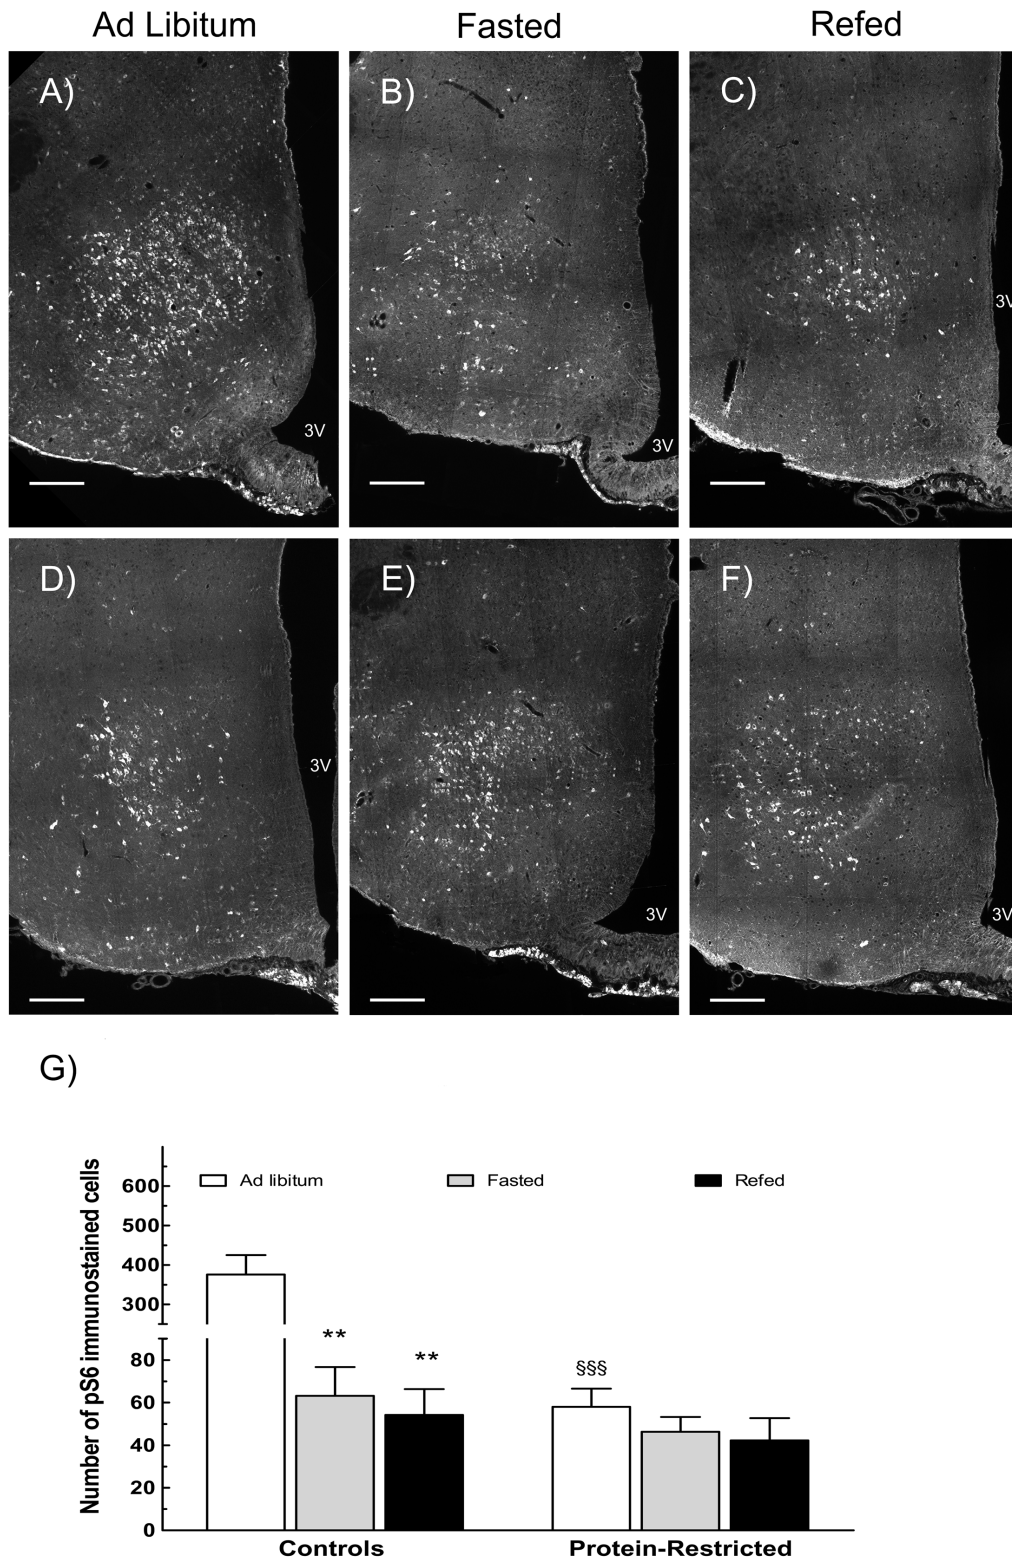 Ad Libitum Fasted Refed
A) B) C)
3V
3V
3V
D) E) F)
3V
3V
3V
G)
Number of pS6 immunostained cells
Ad libitum Fasted Refed
600
500
400
300
80
60
40
20
0
**
**
§§§
Controls Protein-Restricted